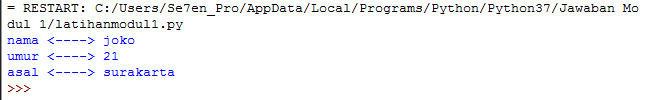 = RESTART: C:/Users/Se7en_Pro/AppData/Local/Programs/Python/Python37/Jawaban Mo
dul 1/latihanmodul1.py
nama <----> joko
umur <----> 21
asal <----> surakarta
>>>